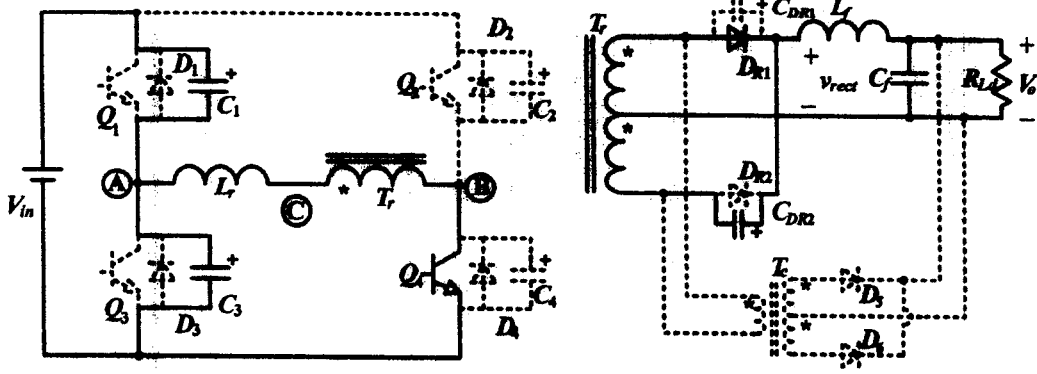 D1
Q1
C1
D2
Q2
C2
Vin
A
Lr
C
Tr
*
B
Q3
D3
C3
Q4
D4
C4
Tr
*
*
CDR1
DR1
Lf
+
vrect
−
Cf
RLd
+
Vo
−
DR2
CDR2
Tc
*
*
*
D5
D6